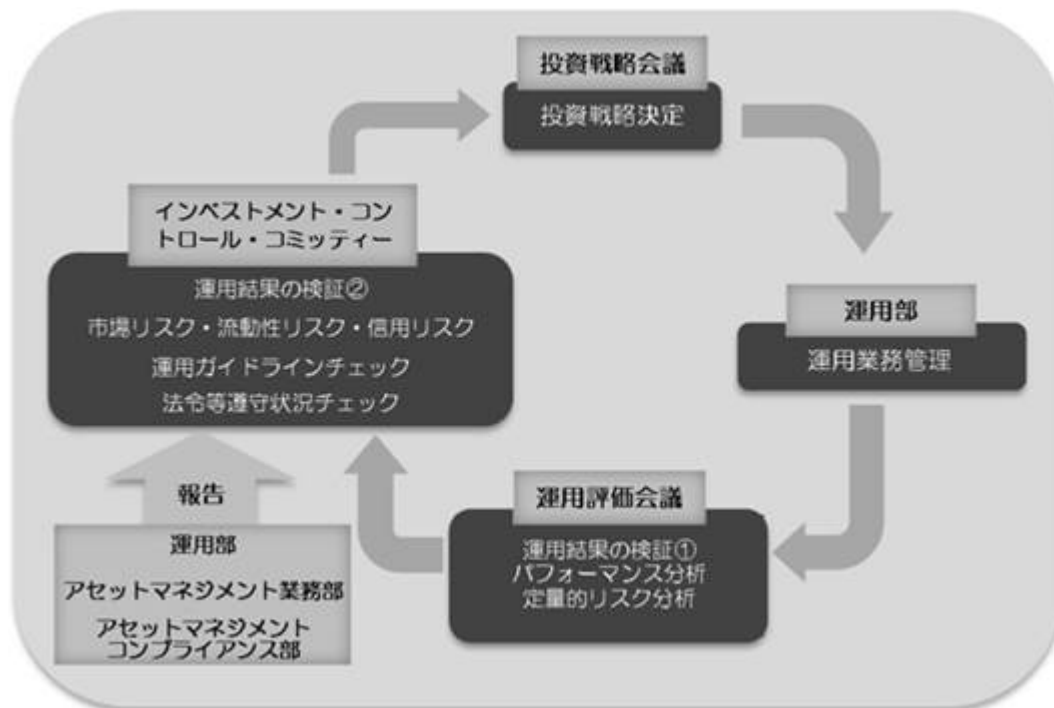 投資戦略会議
投資戦略決定
運用部
運用業務管理
運用評価会議
運用結果の検証①
パフォーマンス分析
定量的リスク分析
インベストメント・コン
トロール・コミッティー
運用結果の検証②
市場リスク・流動性リスク・信用リスク
運用ガイドラインチェック
法令等遵守状況チェック
報告
運用部
アセットマネジメント業務部
アセットマネジメント
コンプライアンス部